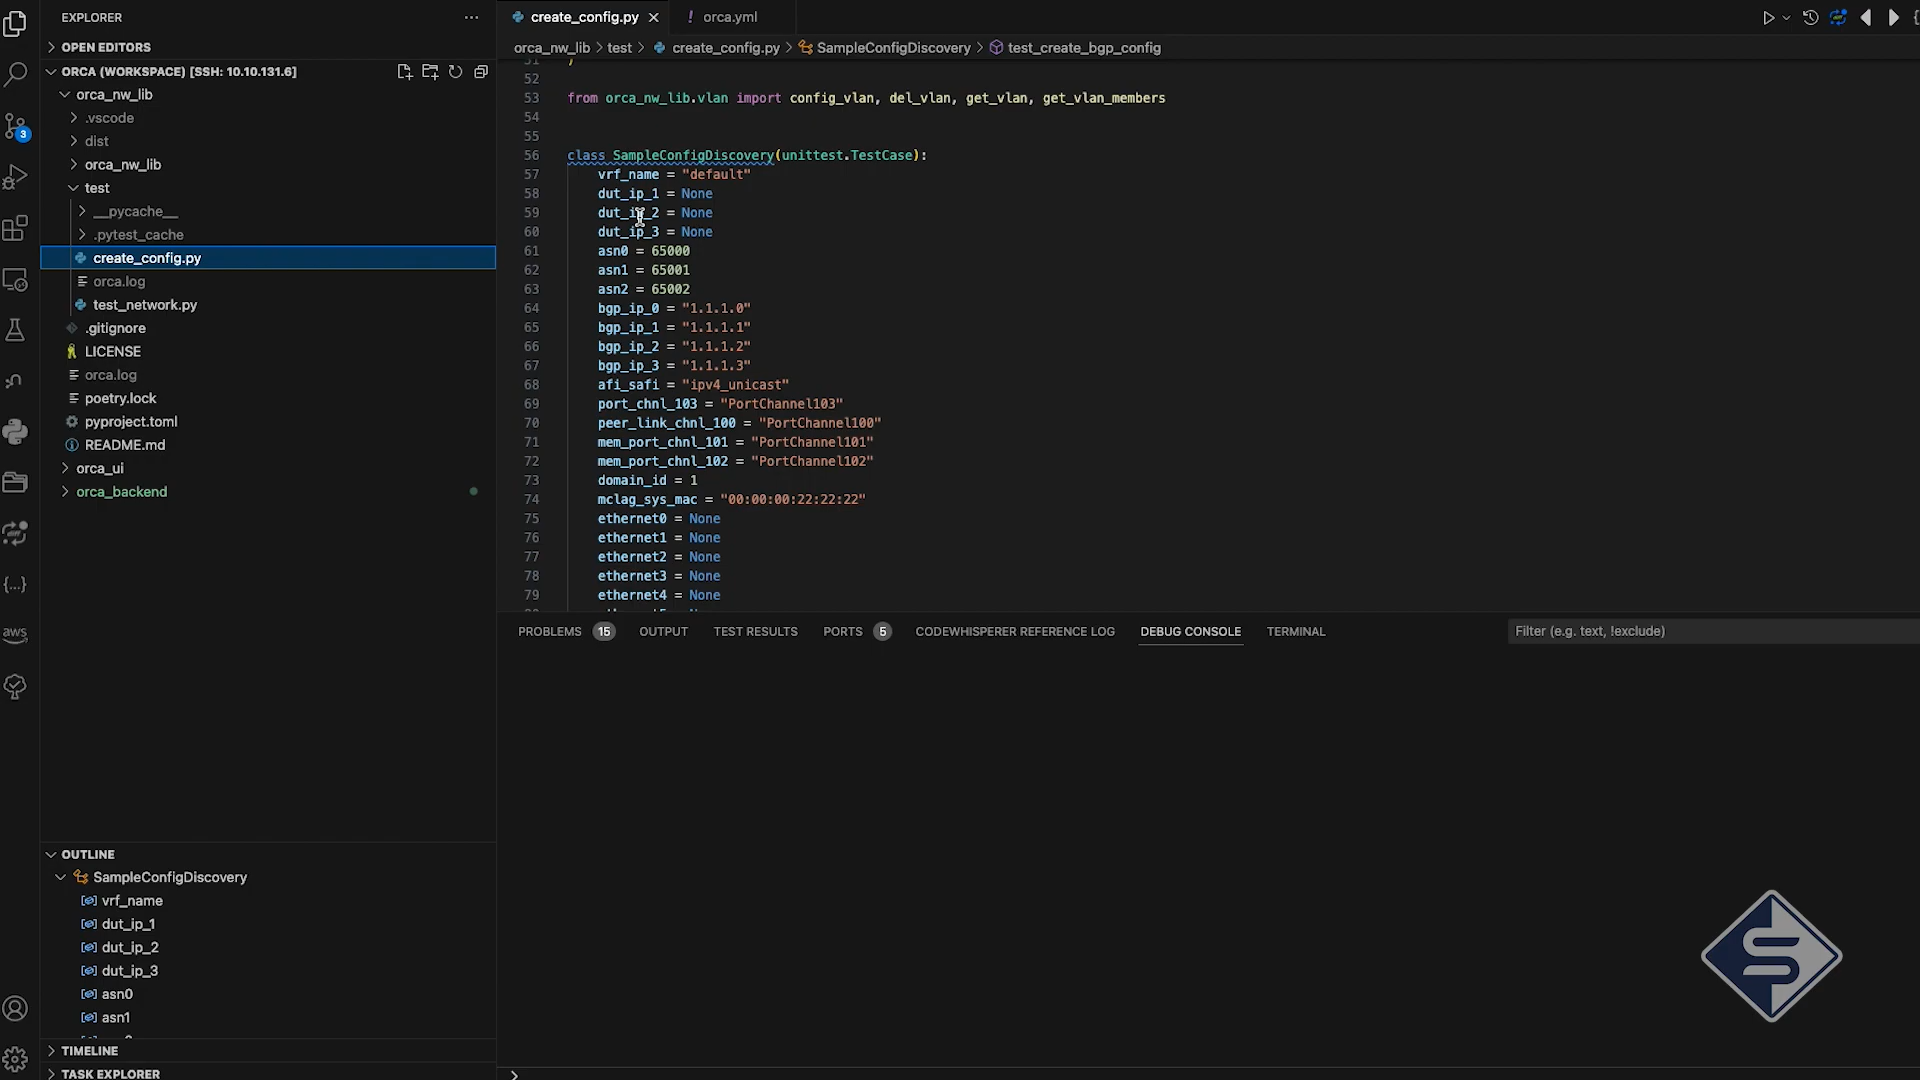 EXPLORER
OPEN EDITORS
ORCA (WORKSPACE) [SSH: 10.10.131.6]
orca_nw_lib
.vscode
dist
orca_nw_lib
test
__pycache__
.pytest_cache
create_config.py
orca.log
test_network.py
.gitignore
LICENSE
orca.log
poetry.lock
pyproject.toml
README.md
orca_ui
orca_backend
OUTLINE
SampleConfigDiscovery
vrf_name
dut_ip_1
dut_ip_2
dut_ip_3
asn0
asn1
TIMELINE
TASK EXPLORER
3
aws
create_config.py
! orca.yml
orca_nw_lib > test > create_config.py > SampleConfigDiscovery > test_create_bgp_config
51 )
52
53 from orca_nw_lib.vlan import config_vlan, del_vlan, get_vlan, get_vlan_members
54
55
56 class SampleConfigDiscovery(unittest.TestCase):
57 vrf_name = "default"
58 dut_ip_1 = None
59 dut_ip_2 = None
60 dut_ip_3 = None
61 asn0 = 65000
62 asn1 = 65001
63 asn2 = 65002
64 bgp_ip_0 = "1.1.1.0"
65 bgp_ip_1 = "1.1.1.1"
66 bgp_ip_2 = "1.1.1.2"
67 bgp_ip_3 = "1.1.1.3"
68 afi_safi = "ipv4_unicast"
69 port_chnl_103 = "PortChannel103"
70 peer_link_chnl_100 = "PortChannel100"
71 mem_port_chnl_101 = "PortChannel101"
72 mem_port_chnl_102 = "PortChannel102"
73 domain_id = 1
74 mclag_sys_mac = "00:00:00:22:22:22"
75 ethernet0 = None
76 ethernet1 = None
77 ethernet2 = None
78 ethernet3 = None
79 ethernet4 = None
PROBLEMS 15 OUTPUT TEST RESULTS PORTS 5 CODEWHISPERER REFERENCE LOG DEBUG CONSOLE TERMINAL
Filter (e.g. text, !exclude)